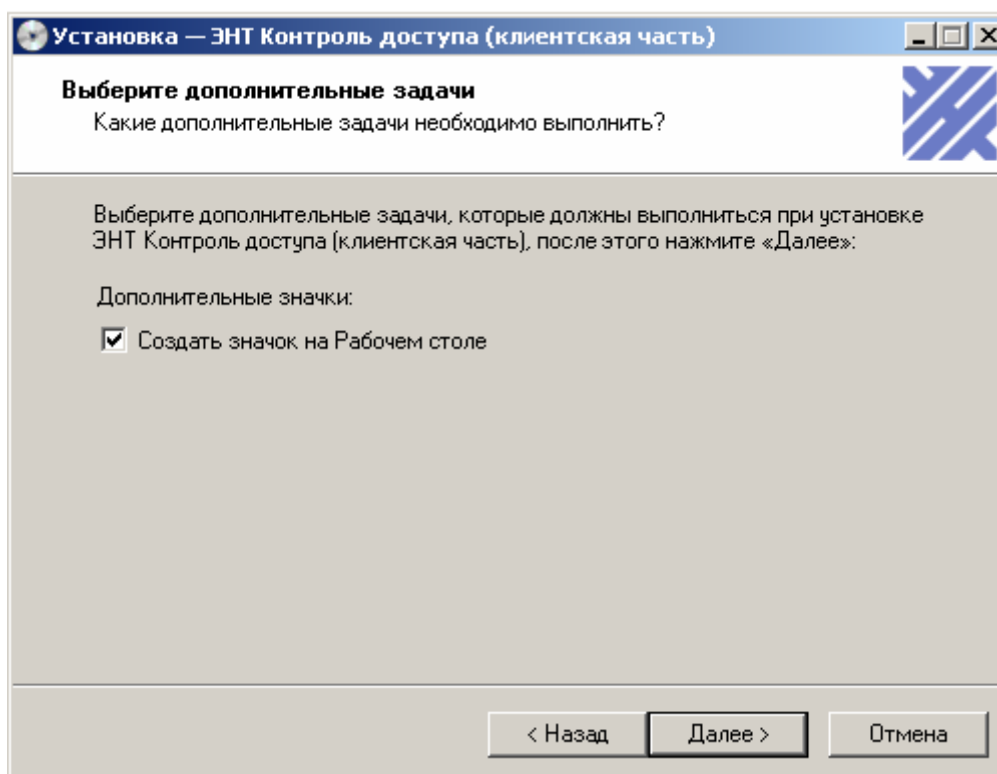 Установка — ЭНТ Контроль доступа (клиентская часть)
Выберите дополнительные задачи
Какие дополнительные задачи необходимо выполнить?
Выберите дополнительные задачи, которые должны выполниться при установке
ЭНТ Контроль доступа (клиентская часть), после этого нажмите «Далее»:
Дополнительные значки:
Создать значок на Рабочем столе
< Назад
Далее >
Отмена